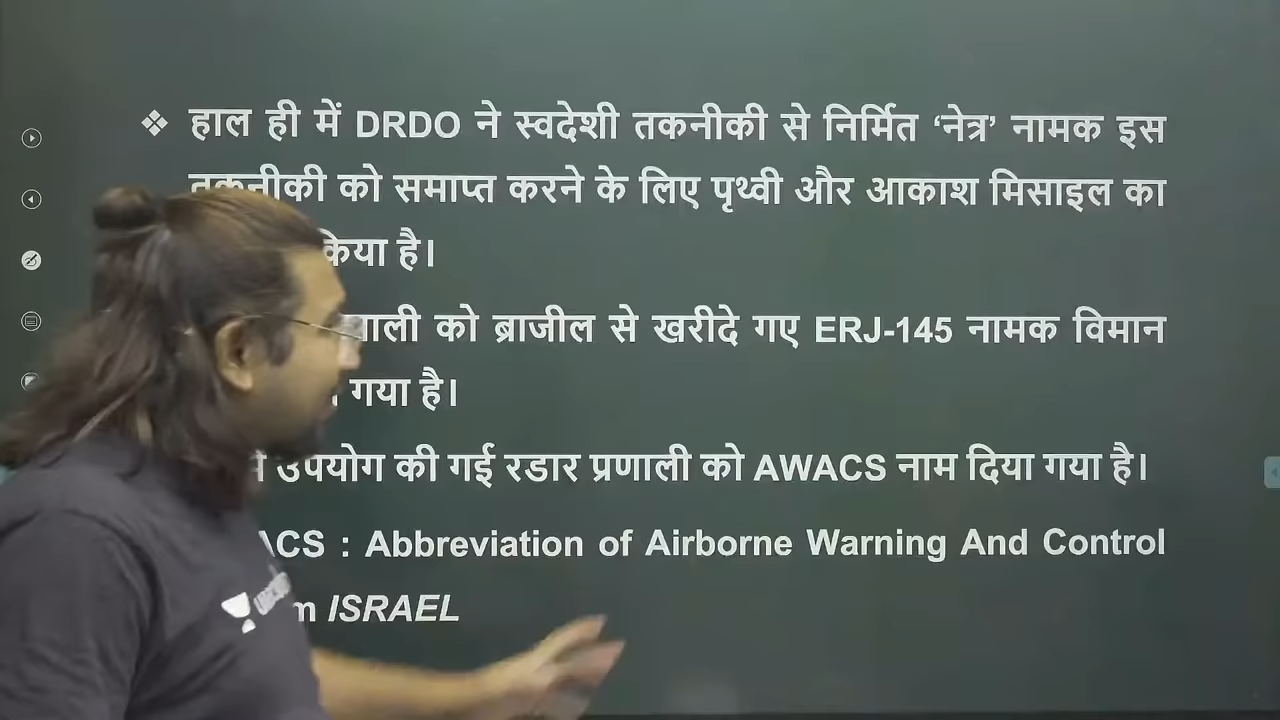 ❖ हाल ही में DRDO ने स्वदेशी तकनीकी से निर्मित ‘नेत्र’ नामक इस
तकनीकी को समाप्त करने के लिए पृथ्वी और आकाश मिसाइल का
किया है।
को ब्राजील से खरीदे गए ERJ-145 नामक विमान
गया है।
उपयोग की गई रडार प्रणाली को AWACS नाम दिया गया है।
: Abbreviation of Airborne Warning And Control
ISRAEL